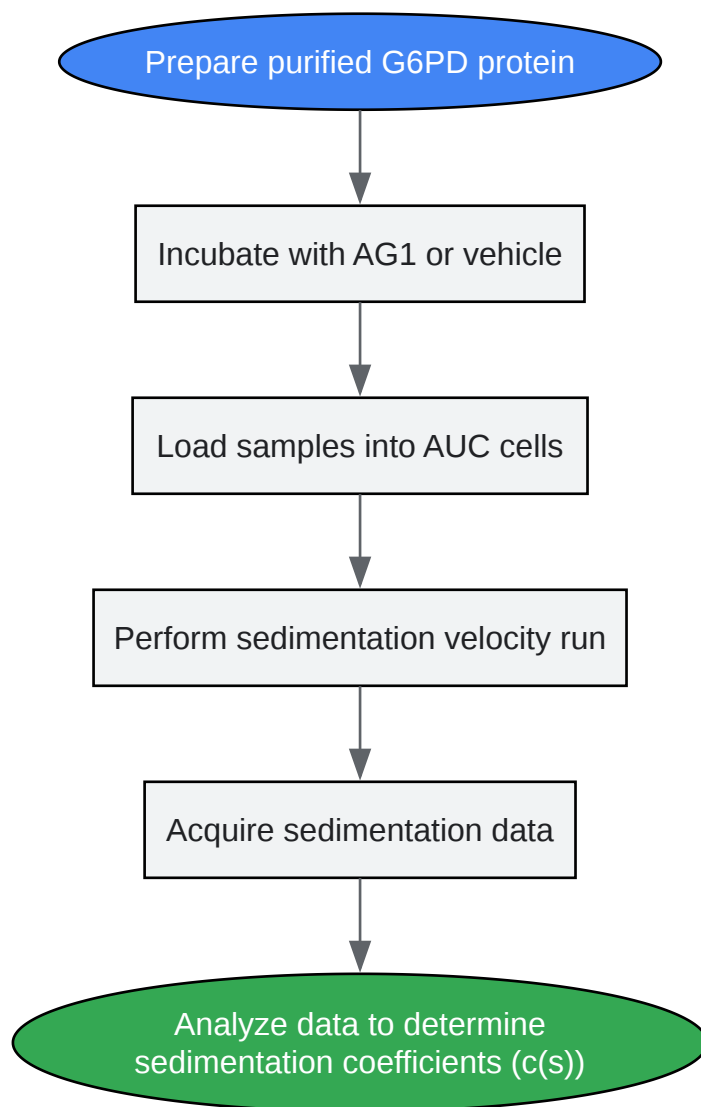 Prepare purified G6PD protein
Incubate with AG1 or vehicle
Load samples into AUC cells
Perform sedimentation velocity run
Acquire sedimentation data
Analyze data to determine
sedimentation coefficients (c(s))